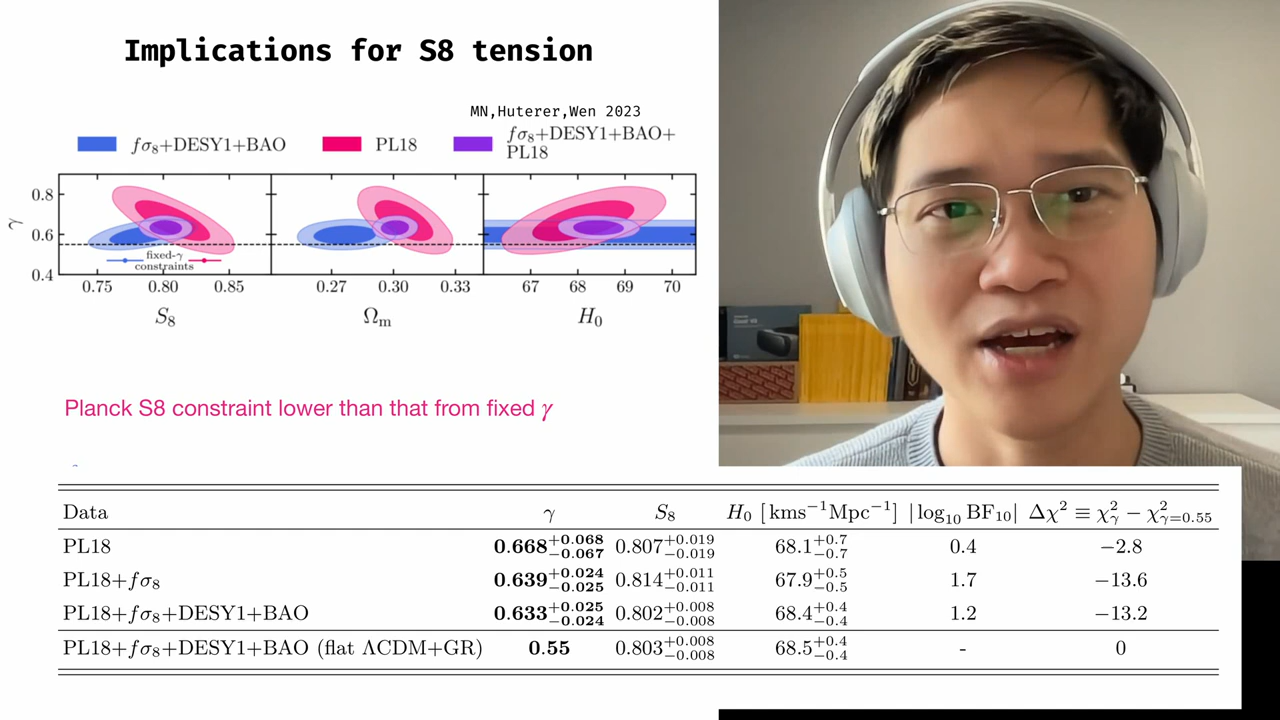 Implications for S8 tension
MN,Huterer,Wen 2023
fσ₈+DESY1+BAO
PL18
fσ₈+DESY1+BAO+
PL18
γ
0.8
0.6
0.4
fixed-γ
constraints
0.75 0.80 0.85
0.27 0.30 0.33
67 68 69 70
S₈
Ωₘ
H₀
Planck S8 constraint lower than that from fixed γ
Data γ S₈ H₀ [kms⁻¹Mpc⁻¹] |log₁₀ BF₁₀| Δχ² ≡ χ²_γ − χ²_γ=0.55
PL18 0.668^{+0.068}_{−0.067} 0.807^{+0.019}_{−0.019} 68.1^{+0.7}_{−0.7} 0.4 −2.8
PL18+fσ₈ 0.639^{+0.024}_{−0.025} 0.814^{+0.011}_{−0.011} 67.9^{+0.5}_{−0.5} 1.7 −13.6
PL18+fσ₈+DESY1+BAO 0.633^{+0.025}_{−0.024} 0.802^{+0.008}_{−0.008} 68.4^{+0.4}_{−0.4} 1.2 −13.2
PL18+fσ₈+DESY1+BAO (flat ΛCDM+GR) 0.55 0.803^{+0.008}_{−0.008} 68.5^{+0.4}_{−0.4} - 0